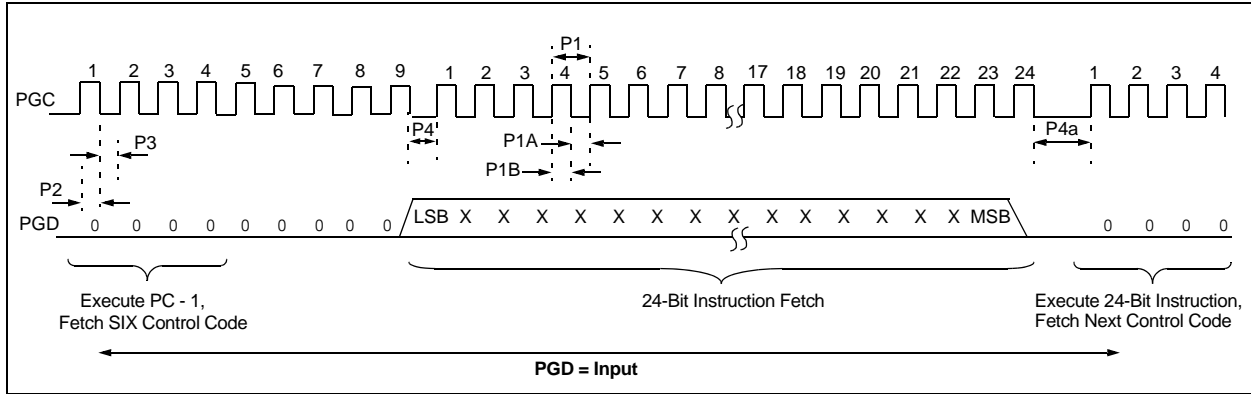 P1
1 2 3 4 5 6 7 8 9 1 2 3 4 5 6 7 8 17 18 19 20 21 22 23 24 1 2 3 4
PGC
P4 P4a
P3 P1A
P1B
P2
PGD 0 0 0 0 0 0 0 0 0 LSB X X X X X X X X X X X X X X MSB 0 0 0 0
Execute PC - 1,
Fetch SIX Control Code
24-Bit Instruction Fetch
Execute 24-Bit Instruction,
Fetch Next Control Code
PGD = Input